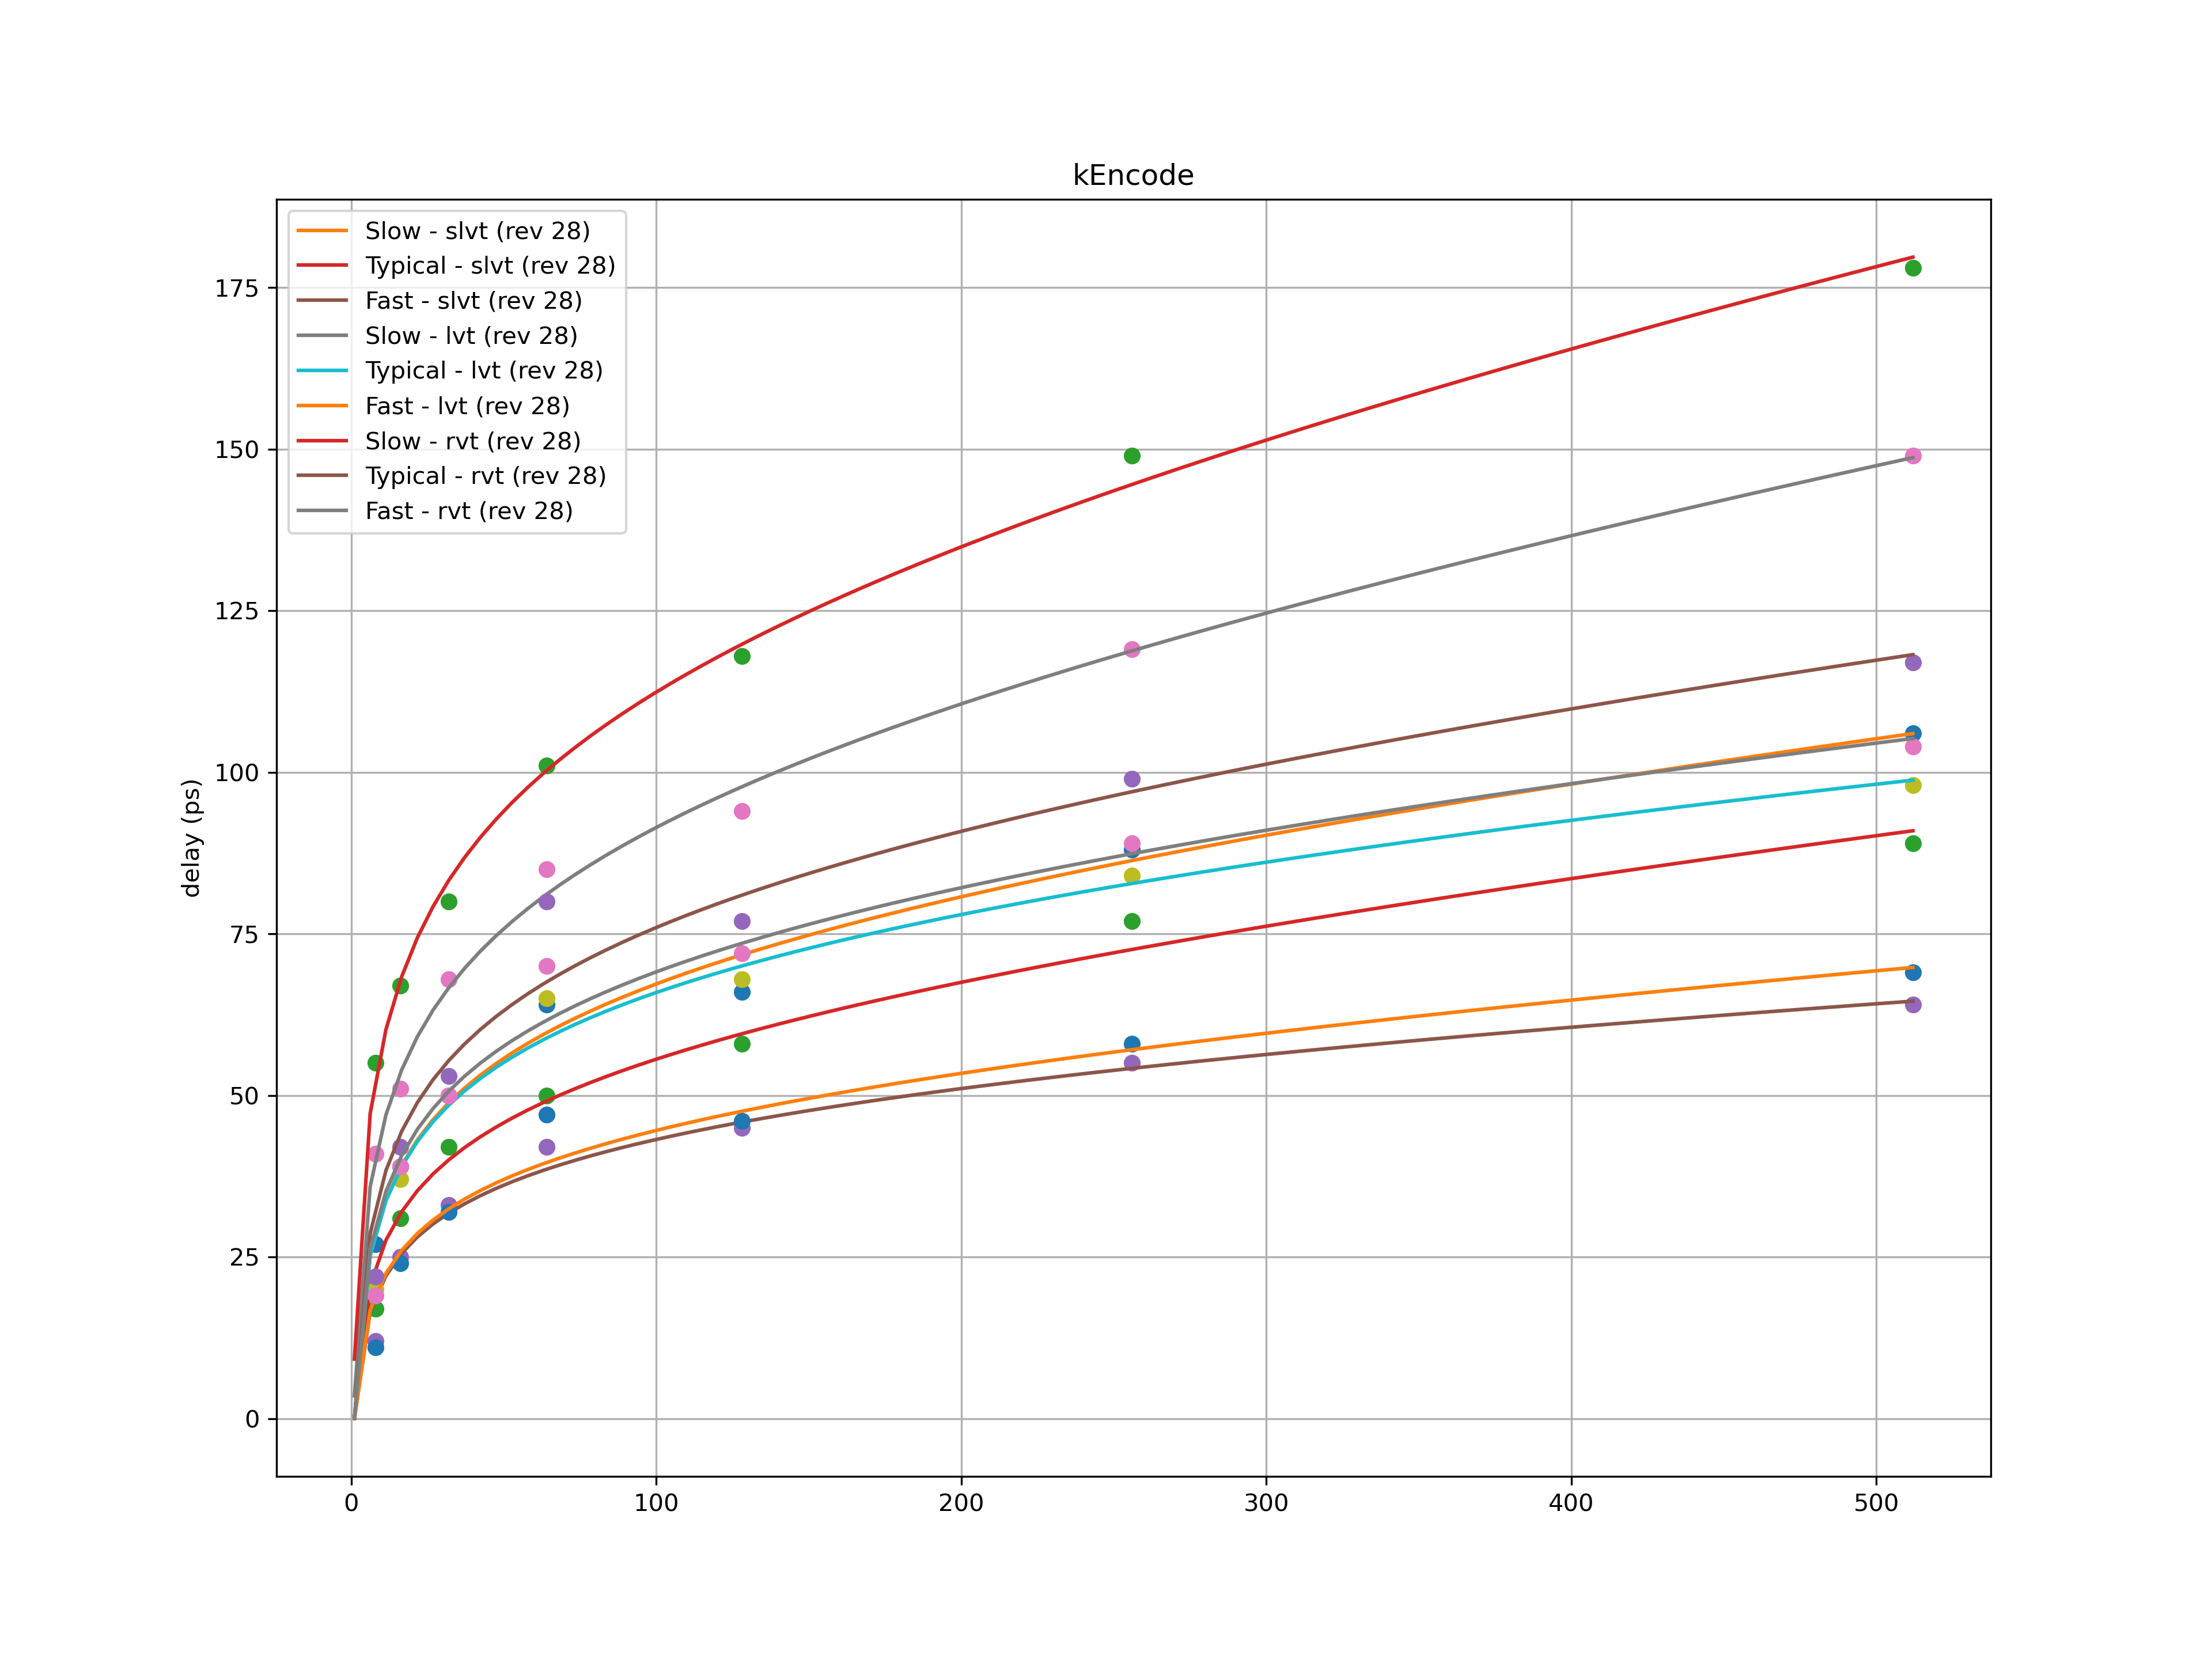 kEncode
Slow - slvt (rev 28)
Typical - slvt (rev 28)
Fast - slvt (rev 28)
Slow - lvt (rev 28)
Typical - lvt (rev 28)
Fast - lvt (rev 28)
Slow - rvt (rev 28)
Typical - rvt (rev 28)
Fast - rvt (rev 28)
delay (ps)
175
150
125
100
75
50
25
0
0 100 200 300 400 500